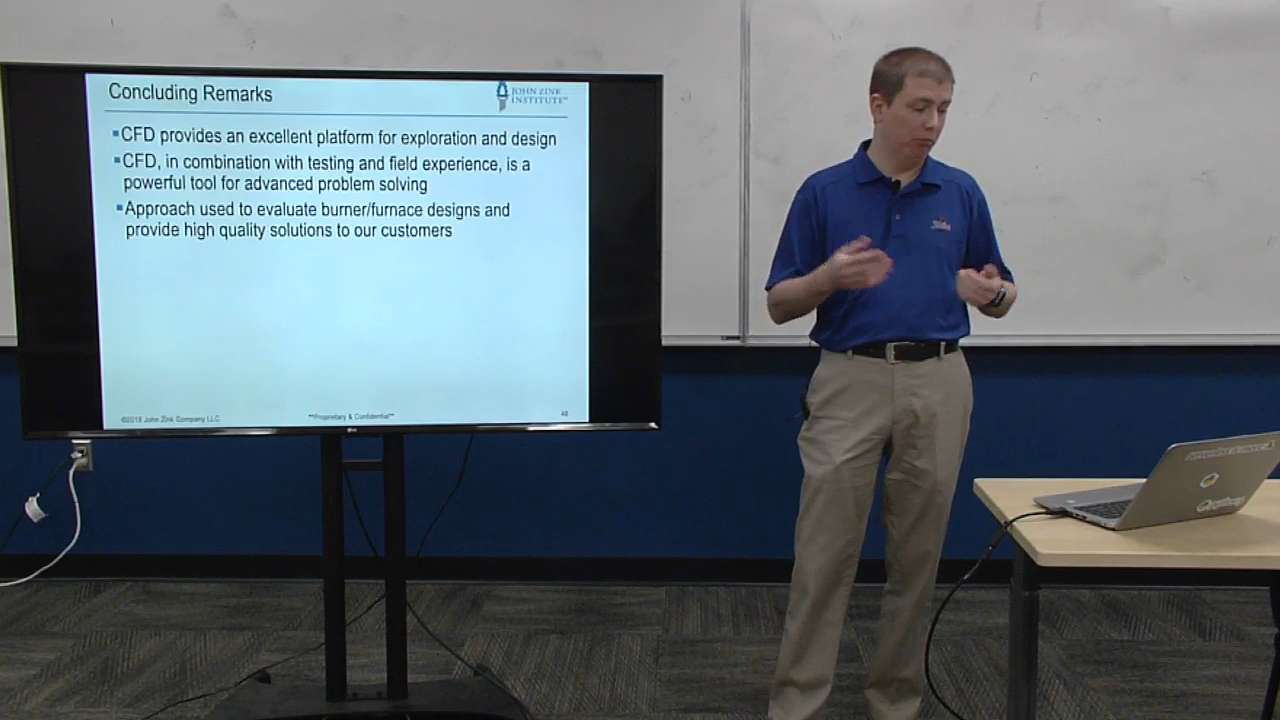 Concluding Remarks
JOHN ZINK
INSTITUTE
▪CFD provides an excellent platform for exploration and design
▪CFD, in combination with testing and field experience, is a
powerful tool for advanced problem solving
▪Approach used to evaluate burner/furnace designs and
provide high quality solutions to our customers
John Zink Company LLC
**Proprietary & Confidential**
LG